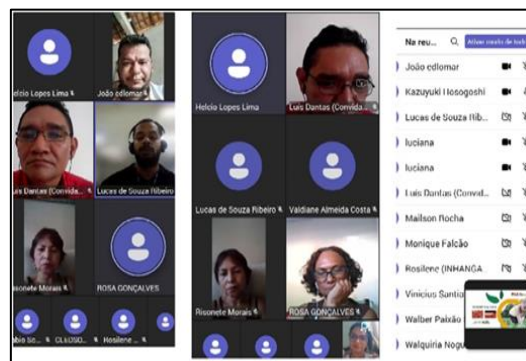 Helcio Lopes Lima
João edlomar
Luis Dantas (Convida...
Lucas de Souza Ribeiro
Risonete Morais
ROSA GONÇALVES
Rosilene ...
Helcio Lopes Lima
Luis Dantas (Convida...
Lucas de Souza Ribeiro
Valdiane Almeida Costa
Risonete Morais
ROSA GONÇALVES
Na reu...
João edlomar
Kazuyuki Hosogoshi
Lucas de Souza Rib...
luciana
luciana
Luis Dantas (Convid...
Mailson Rocha
Monique Falcão
Rosilene (INHANGA
Vinicius Santia
Walber Paixão
Walquiria Nogu